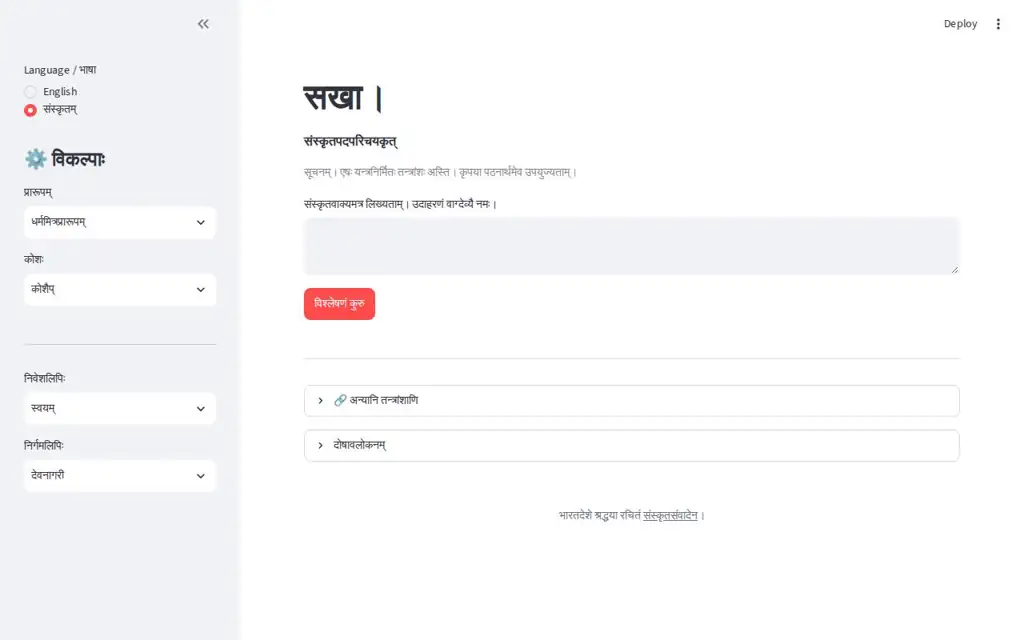 Deploy
Language / भाषा
English
संस्कृतम्
विकल्पाः
प्रारूपम्
धर्ममित्रप्रारूपम्
कोशः
कोशैप्
निवेशलिपिः
स्वयम्
निर्गमलिपिः
देवनागरी
सखा ।
संस्कृतपदपरिचयकृत्
सूचनम् । एषः यन्त्रनिर्मितः तन्त्रांशः अस्ति । कृपया पठनार्थमेव उपयुज्यताम् ।
संस्कृतवाक्यमत्र लिख्यताम् । उदाहरणं वाग्देव्यै नमः ।
विश्लेषणं कुरु
अन्यानि तन्त्रांशाणि
दोषावलोकनम्
भारतदेशे श्रद्धया रचितं संस्कृतसंवादेन ।